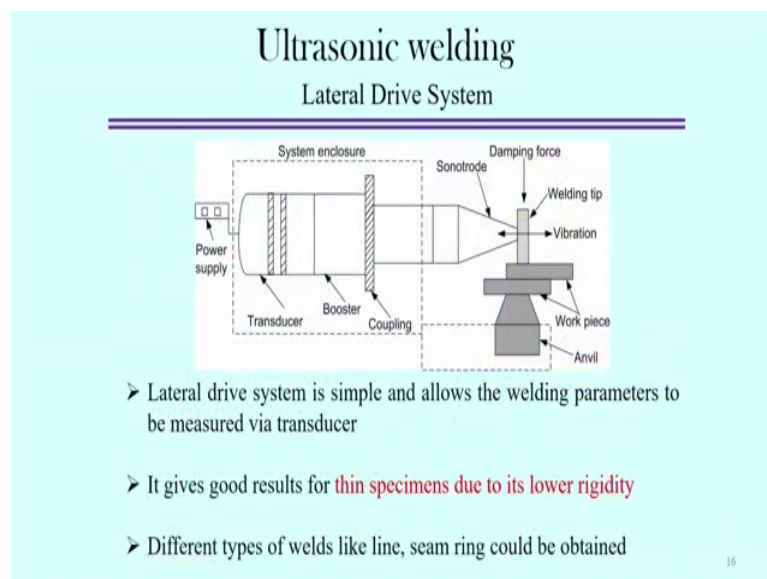 Ultrasonic welding
Lateral Drive System
System enclosure
Damping force
Sonotrode
Welding tip
Vibration
Power
supply
Booster
Transducer
Coupling
Work piece
Anvil
➢ Lateral drive system is simple and allows the welding parameters to
be measured via transducer
➢ It gives good results for thin specimens due to its lower rigidity
➢ Different types of welds like line, seam ring could be obtained
16